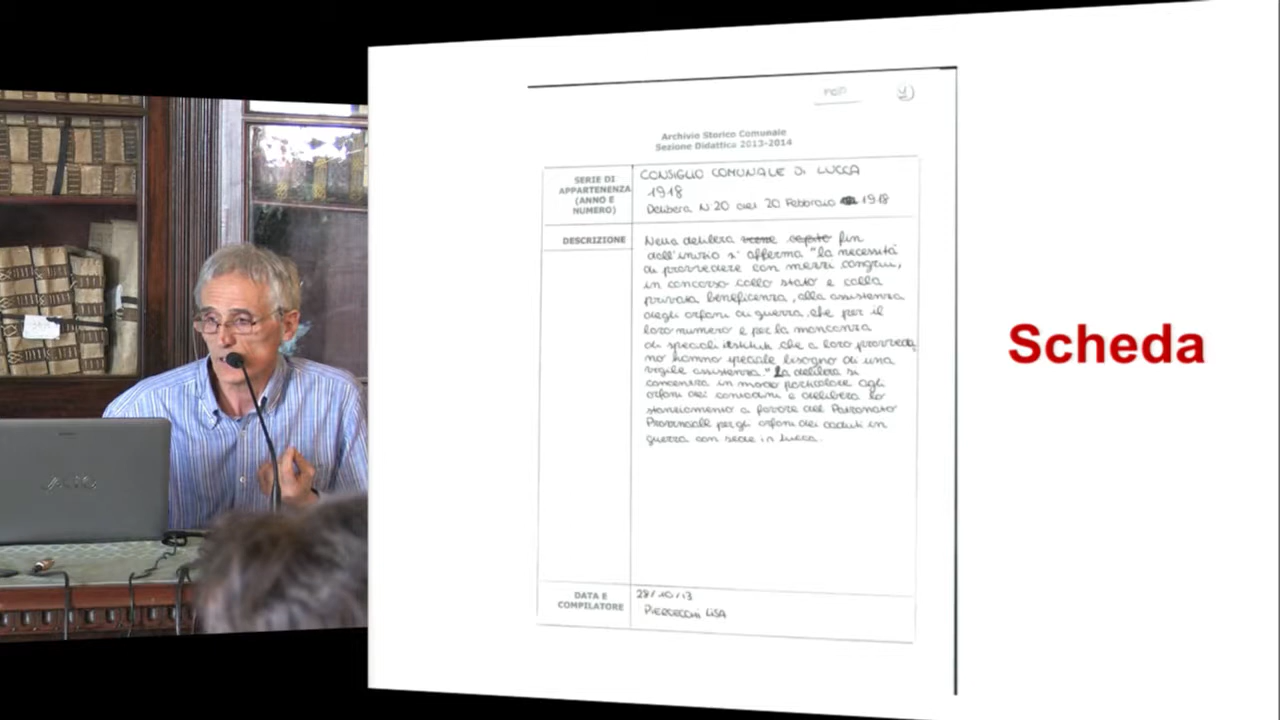 Archivio Storico Comunale
Sezione Didattica 2013-2014
SERIE DI
APPARTENENZA
(ANNO E
NUMERO)
CONSIGLIO COMUNALE DI LUCCA
1918
Delibera N°20 del 20 Febbraio 1918
DESCRIZIONE
Nella delibera fin
dall'inizio s'afferma "la necessità
di provvedere con mezzi congrui,
in concorso collo stato e colla
privata beneficenza, alla assistenza
degli orfani di guerra, che per il
loro numero e per la mancanza
di speciali istituti che a loro provveda
no hanno speciale bisogno di una
vigile assistenza." La delibera si
concentra in modo particolare agli
orfani dei contadini e delibera lo
stanziamento a favore del Patronato
Provinciale per gli orfani dei caduti in
guerra con sede in Lucca.
DATA E
COMPILATORE
28/10/13
LISA
Scheda